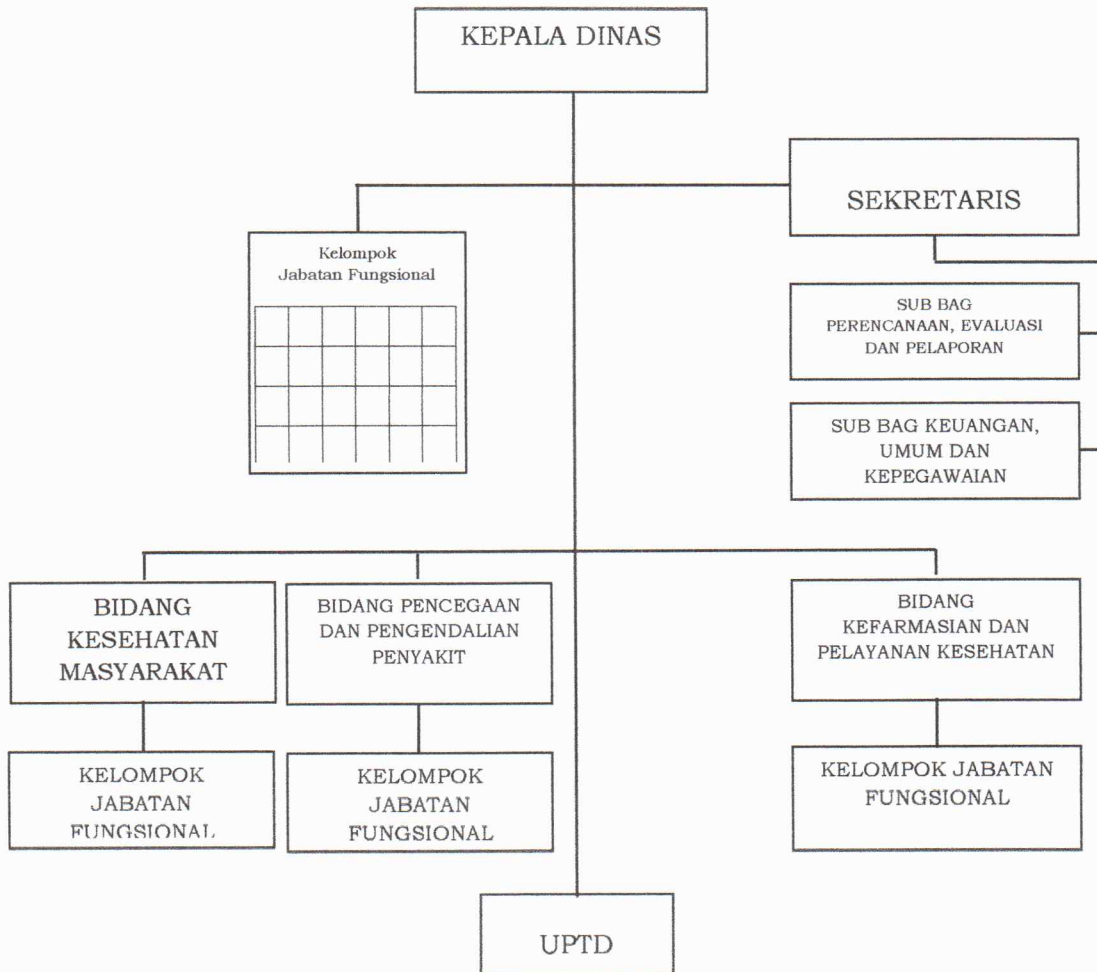 KEPALA DINAS
SEKRETARIS
Kelompok
Jabatan Fungsional
SUB BAG
PERENCANAAN, EVALUASI
DAN PELAPORAN
SUB BAG KEUANGAN,
UMUM DAN
KEPEGAWAIAN
BIDANG
KESEHATAN
MASYARAKAT
BIDANG PENCEGAAN
DAN PENGENDALIAN
PENYAKIT
BIDANG
KEFARMASIAN DAN
PELAYANAN KESEHATAN
KELOMPOK
JABATAN
FUNGSIONAL
KELOMPOK
JABATAN
FUNGSIONAL
KELOMPOK JABATAN
FUNGSIONAL
UPTD